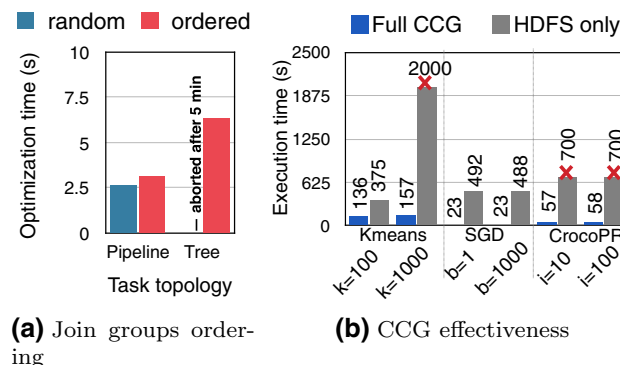 random
ordered
Optimization time (s)
10
7.5
5
2.5
0
— aborted after 5 min
Pipeline Tree
Task topology
(a) Join groups order-
ing
Full CCG HDFS only
Execution time (s)
2500
1875
1250
625
0
136 375 157 2000 23 492 23 488 57 700 58 700
Kmeans SGD CrocoPR
k=100 k=1000 b=1 b=1000 i=10 i=100
(b) CCG effectiveness